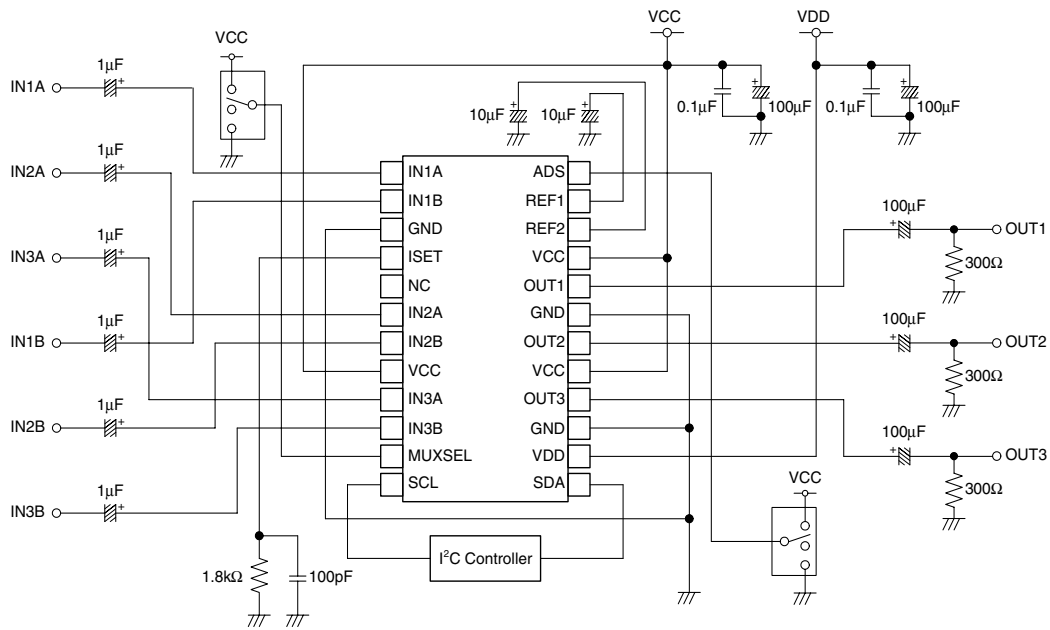 VCC
VDD
VCC
1μF
+
IN1A
+
10μF
+
10μF
0.1μF
+
100μF
0.1μF
+
100μF
1μF
+
IN2A
1μF
+
IN3A
1μF
+
IN1B
1μF
+
IN2B
1μF
+
IN3B
IN1A
IN1B
GND
ISET
NC
IN2A
IN2B
VCC
IN3A
IN3B
MUXSEL
SCL
ADS
REF1
REF2
VCC
OUT1
GND
OUT2
VCC
OUT3
GND
VDD
SDA
100μF
+
OUT1
300Ω
100μF
+
OUT2
300Ω
100μF
+
OUT3
300Ω
VCC
I²C Controller
1.8kΩ
100pF